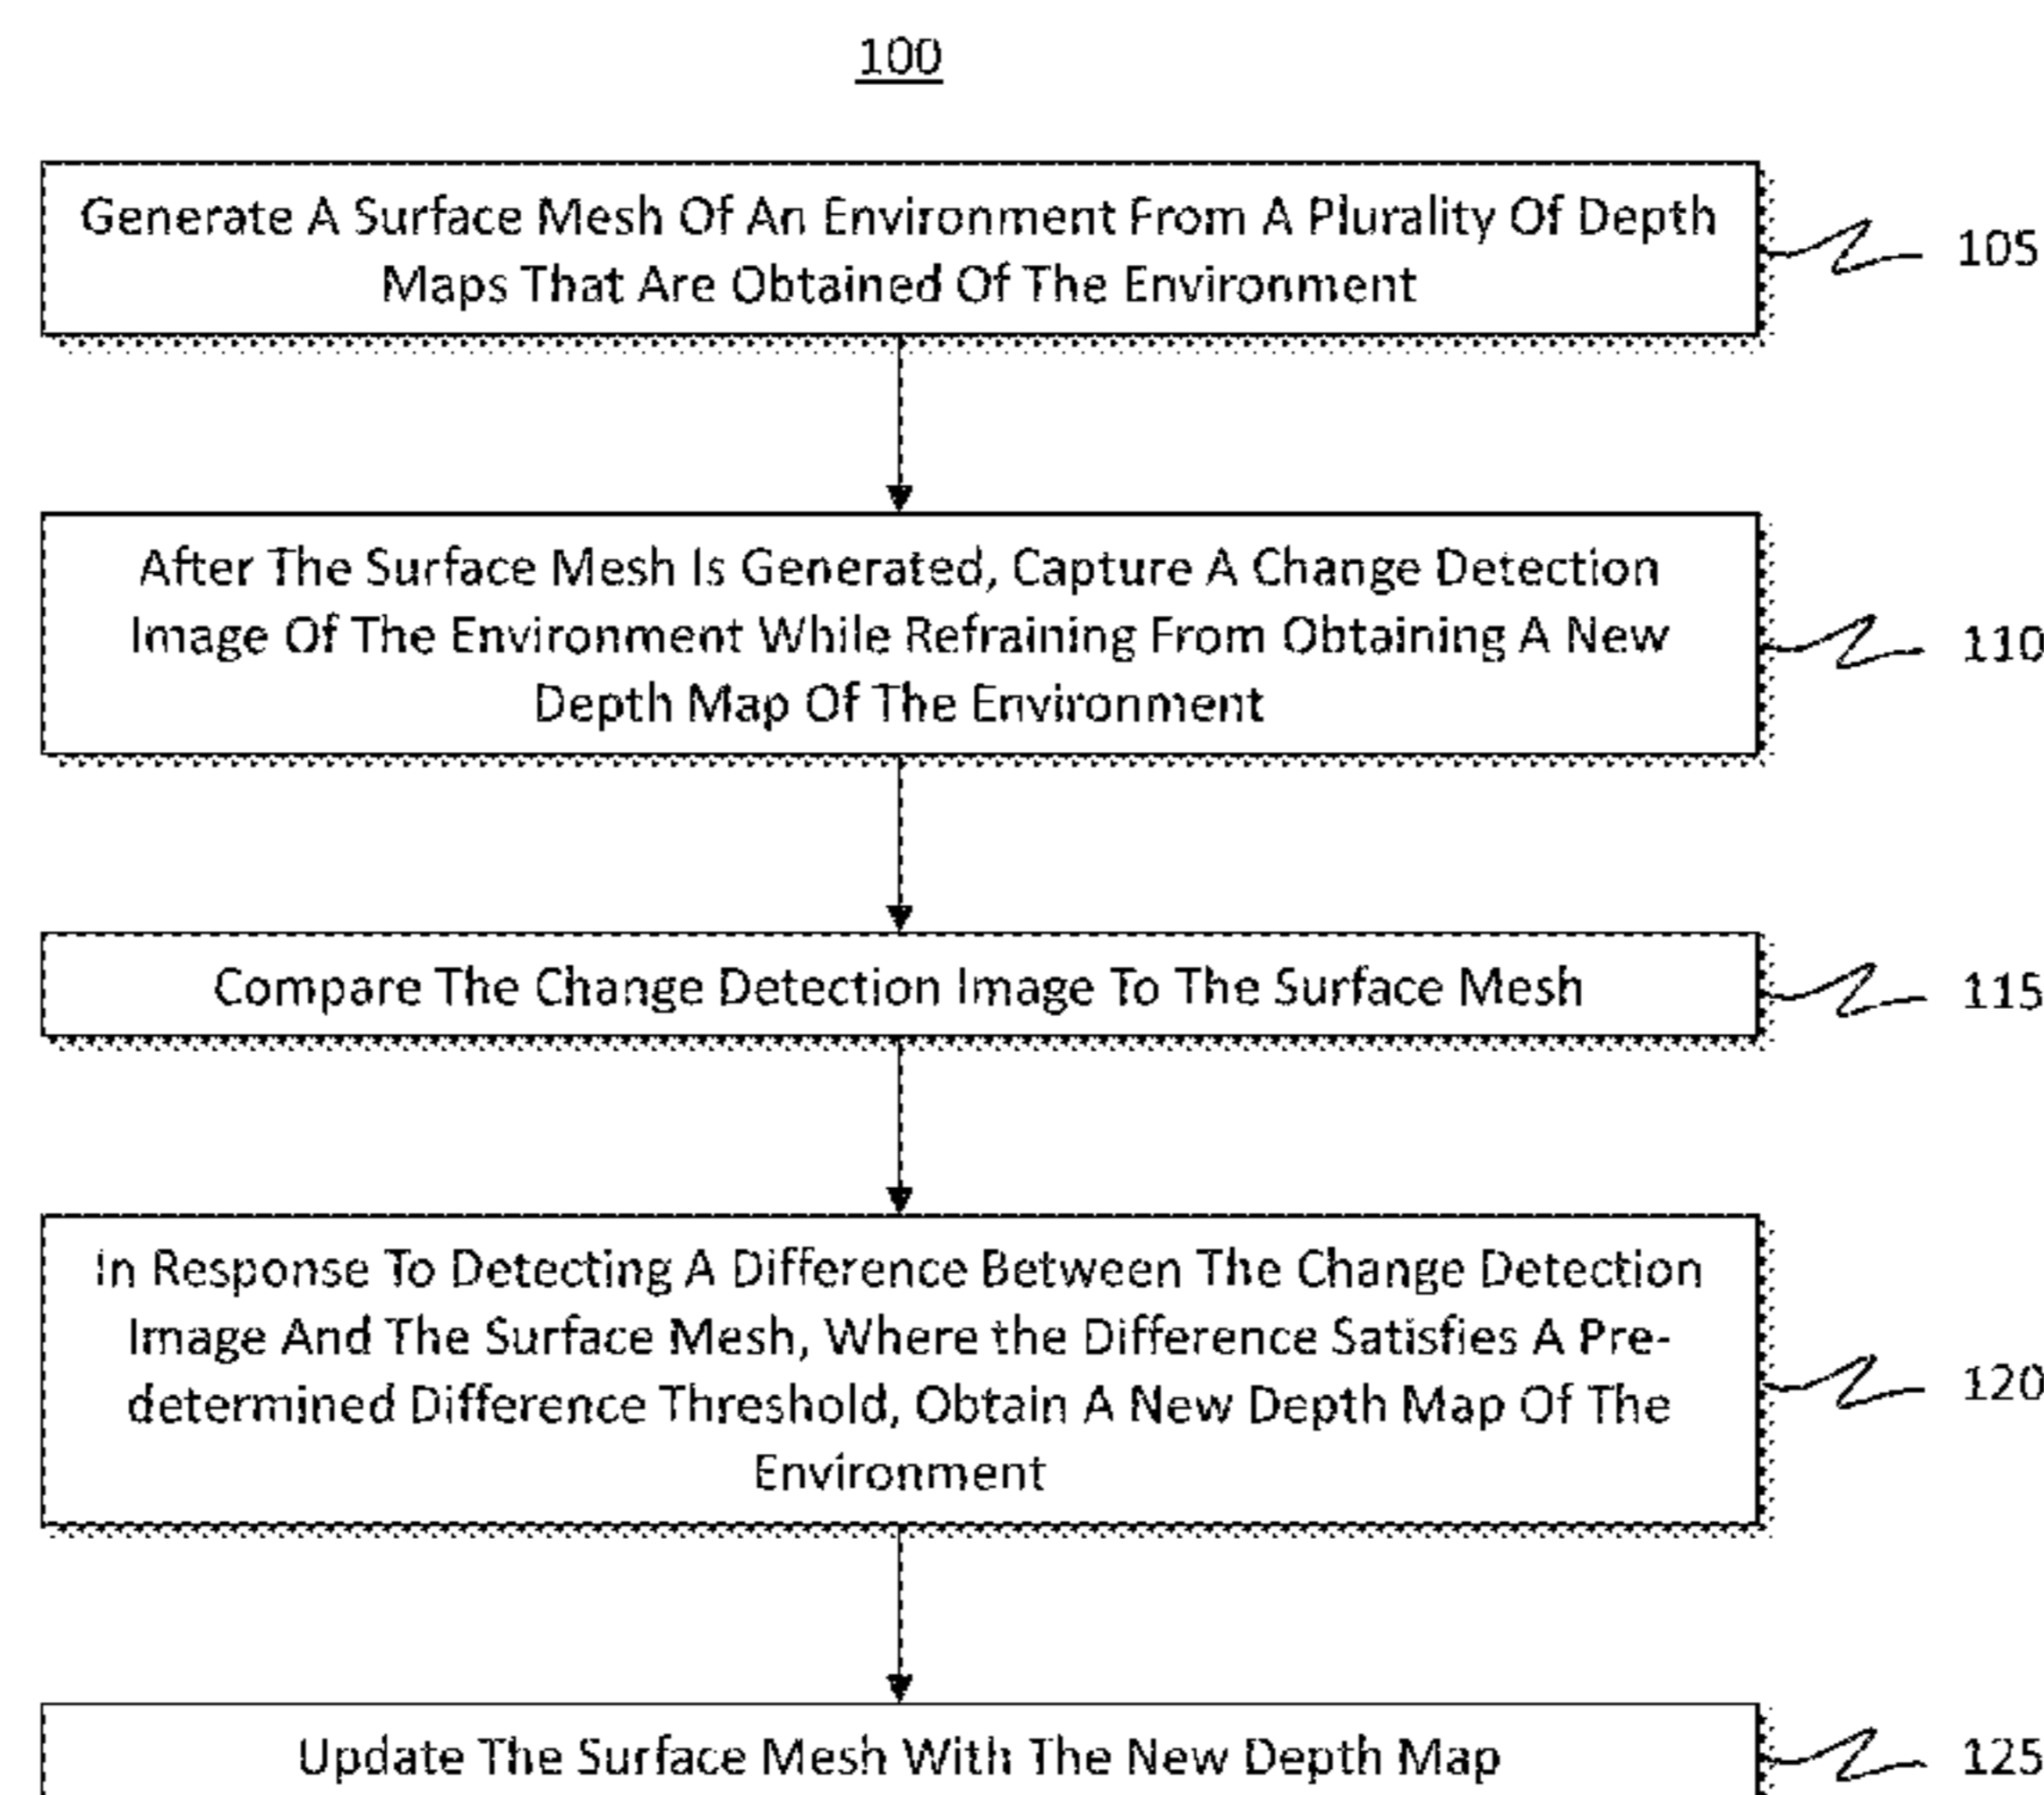 100
Generate A Surface Mesh Of An Environment From A Plurality Of Depth
Maps That Are Obtained Of The Environment
105
After The Surface Mesh Is Generated, Capture A Change Detection
Image Of The Environment While Refraining From Obtaining A New
Depth Map Of The Environment
110
Compare The Change Detection Image To The Surface Mesh
115
In Response To Detecting A Difference Between The Change Detection
Image And The Surface Mesh, Where the Difference Satisfies A Pre-
determined Difference Threshold, Obtain A New Depth Map Of The
Environment
120
Update The Surface Mesh With The New Depth Map
125